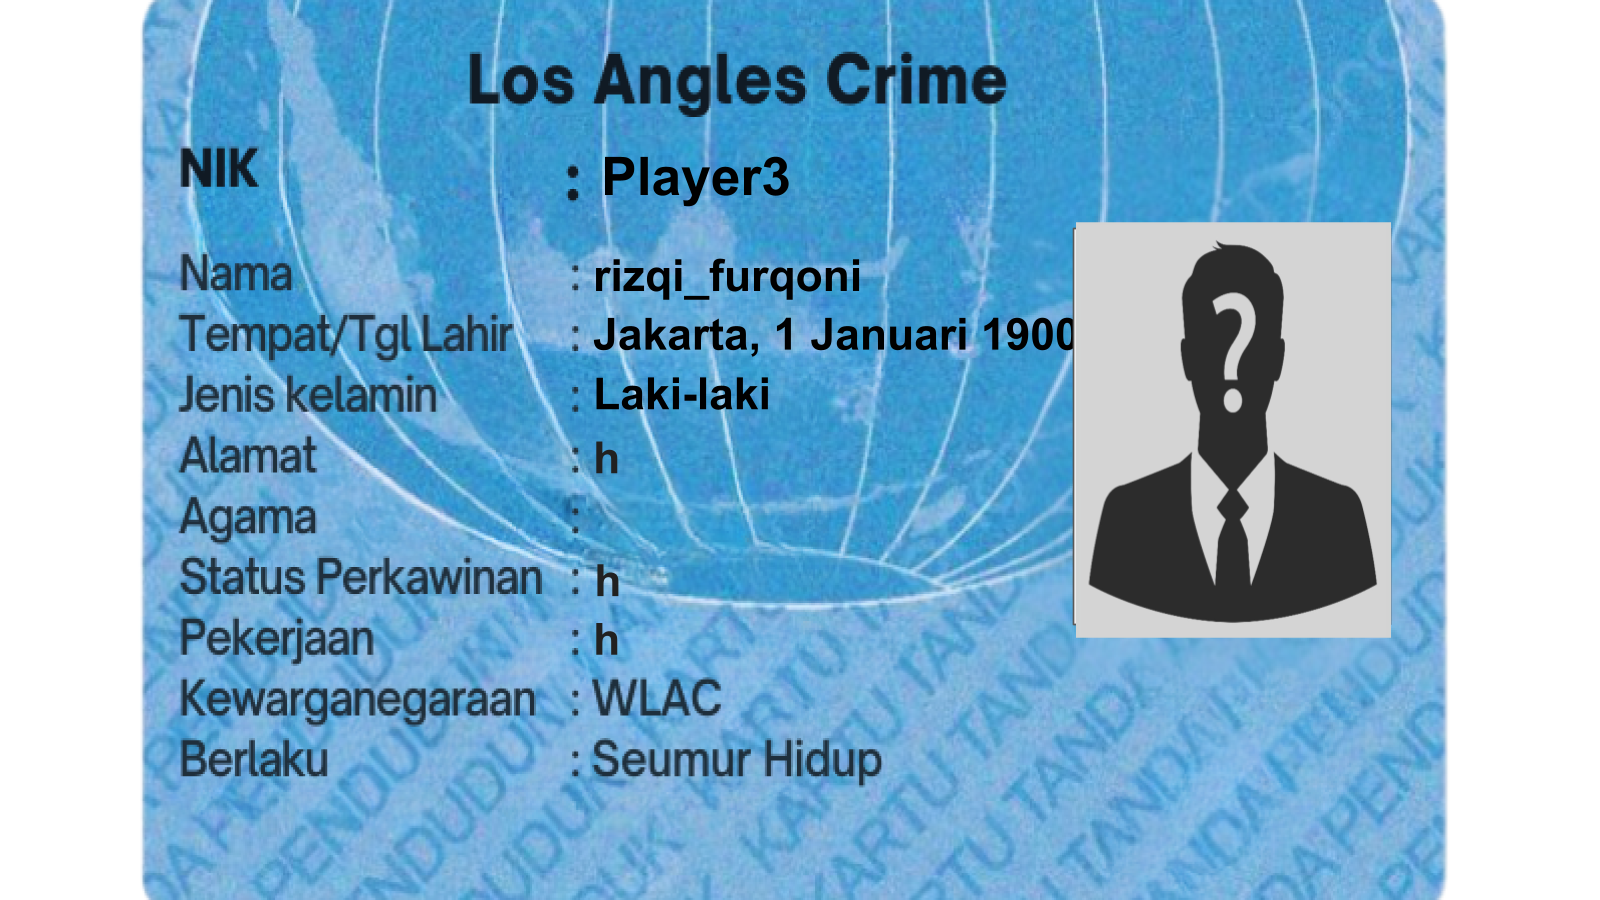 Los Angles Crime
NIK : Player3
Nama : rizqi_furqoni
Tempat/Tgl Lahir : Jakarta, 1 Januari 1900
Jenis kelamin : Laki-laki
Alamat : h
Agama :
Status Perkawinan : h
Pekerjaan : h
Kewarganegaraan : WLAC
Berlaku : Seumur Hidup
?